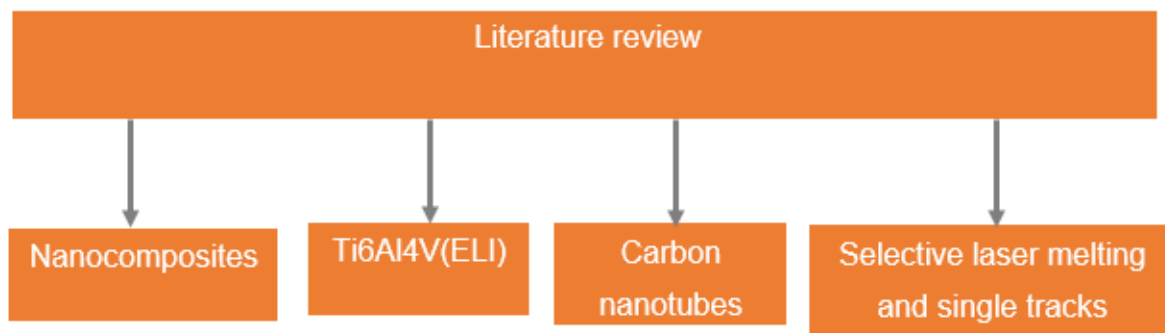 Literature review
Nanocomposites
Ti6Al4V(ELI)
Carbon
nanotubes
Selective laser melting
and single tracks